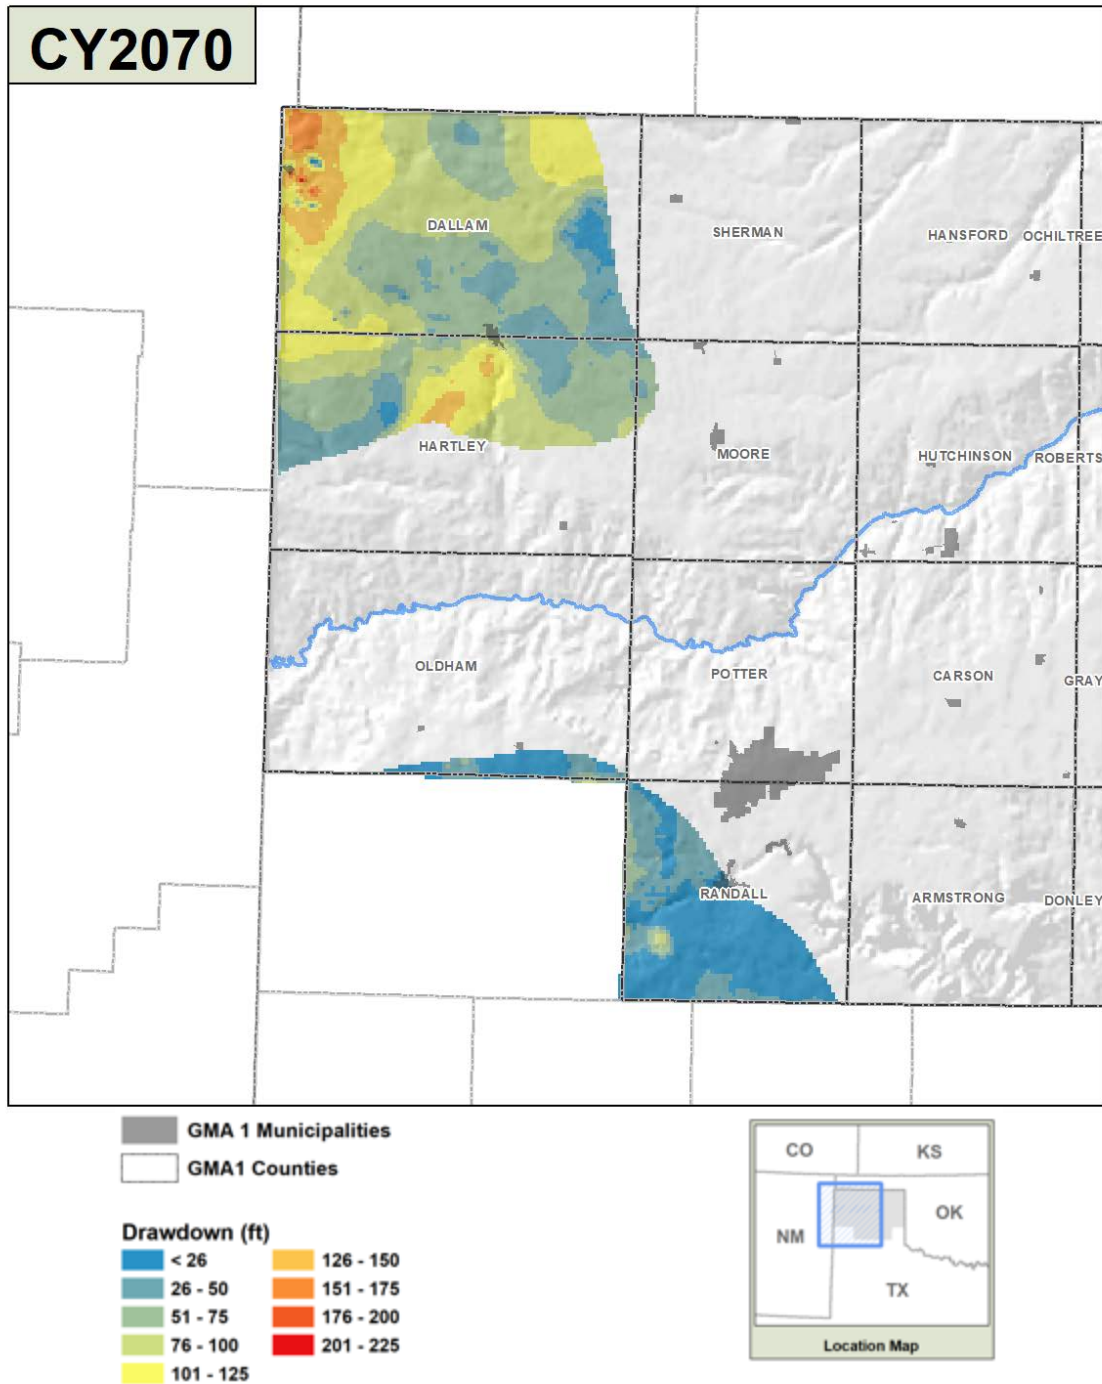 CY2070
DALLAM
SHERMAN
HANSFORD
OCHILTREE
HARTLEY
MOORE
HUTCHINSON
ROBERTS
OLDHAM
POTTER
CARSON
GRAY
RANDALL
ARMSTRONG
DONLEY
GMA 1 Municipalities
GMA1 Counties
Drawdown (ft)
< 26
26 - 50
51 - 75
76 - 100
101 - 125
126 - 150
151 - 175
176 - 200
201 - 225
CO
KS
NM
OK
TX
Location Map